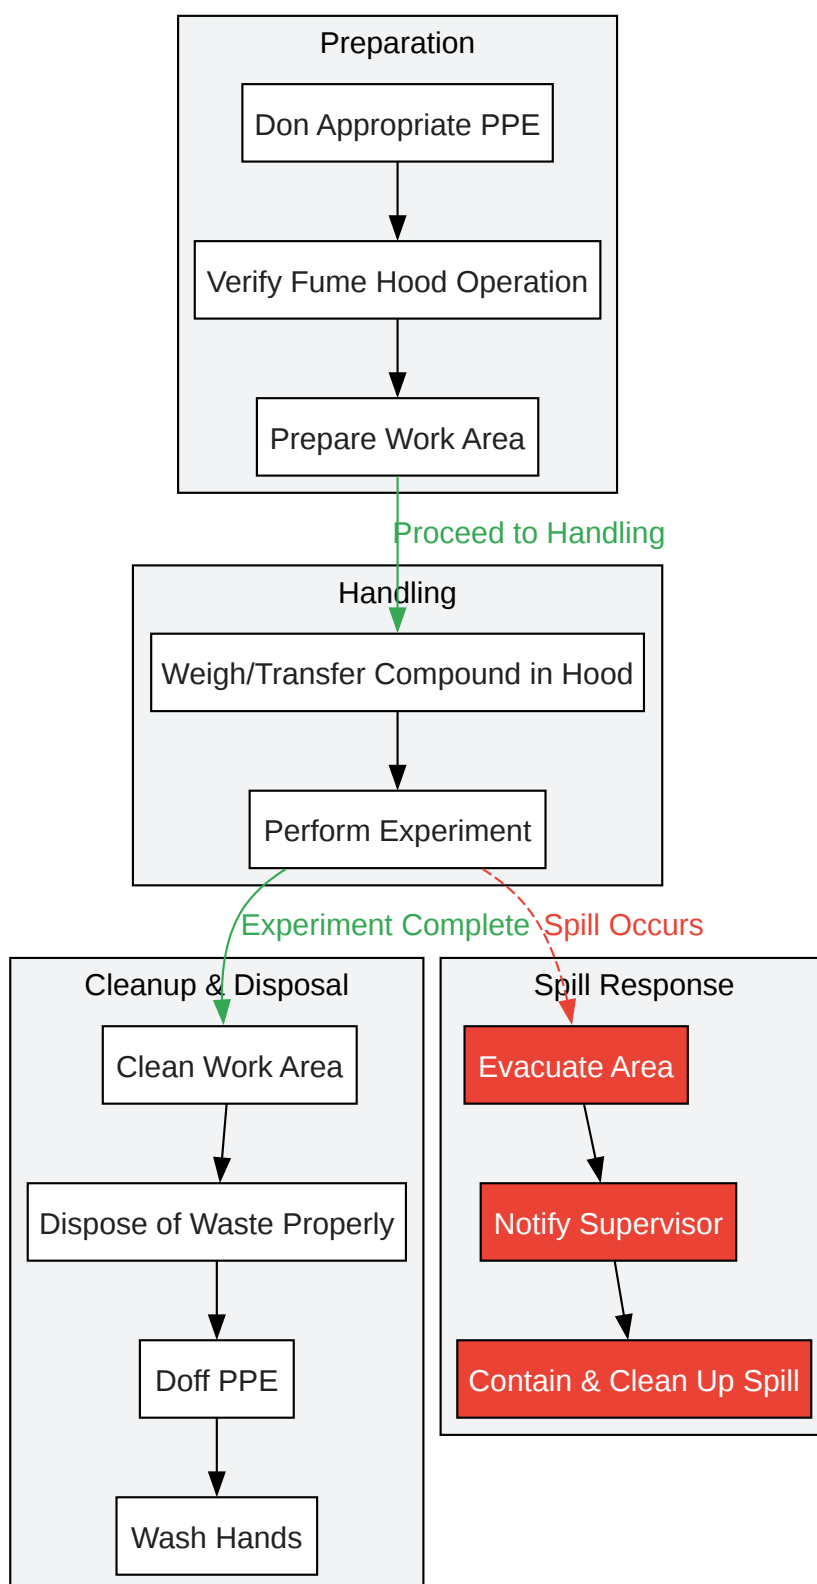 Preparation
Don Appropriate PPE
Verify Fume Hood Operation
Prepare Work Area
Proceed to Handling
Handling
Weigh/Transfer Compound in Hood
Perform Experiment
Experiment Complete
Spill Occurs
Cleanup & Disposal
Clean Work Area
Dispose of Waste Properly
Doff PPE
Wash Hands
Spill Response
Evacuate Area
Notify Supervisor
Contain & Clean Up Spill